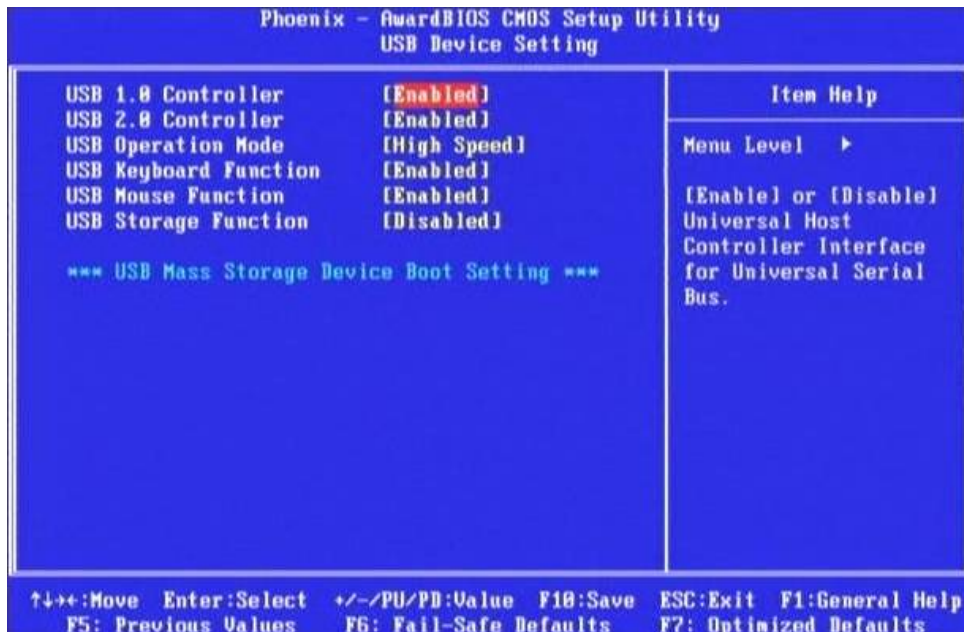 Phoenix - AwardBIOS CMOS Setup Utility
USB Device Setting
USB 1.0 Controller [Enabled]
USB 2.0 Controller [Enabled]
USB Operation Mode [High Speed]
USB Keyboard Function [Enabled]
USB Mouse Function [Enabled]
USB Storage Function [Disabled]
*** USB Mass Storage Device Boot Setting ***
Item Help
Menu Level ►
[Enable] or [Disable]
Universal Host
Controller Interface
for Universal Serial
Bus.
↑↓→←:Move Enter:Select +/-/PU/PD:Value F10:Save ESC:Exit F1:General Help
F5: Previous Values F6: Fail-Safe Defaults F7: Optimized Defaults